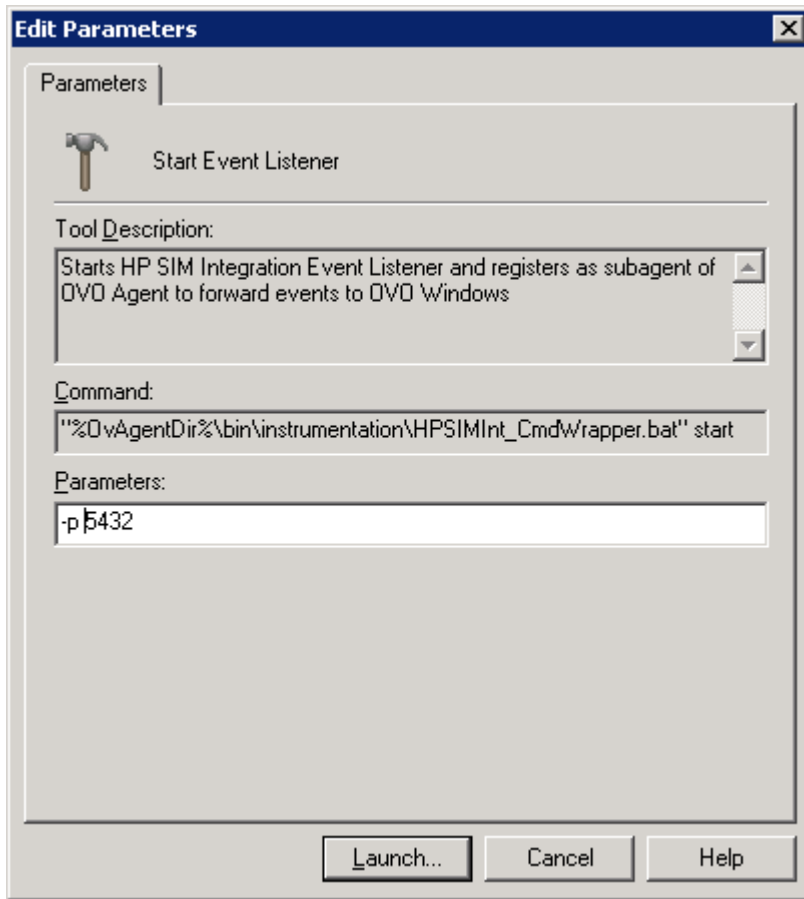 Edit Parameters
Parameters
Start Event Listener
Tool Description:
Starts HP SIM Integration Event Listener and registers as subagent of
OVO Agent to forward events to OVO Windows
Command:
"%OvAgentDir%\bin\instrumentation\HPSIMInt_CmdWrapper.bat" start
Parameters:
-p 5432
Launch... Cancel Help